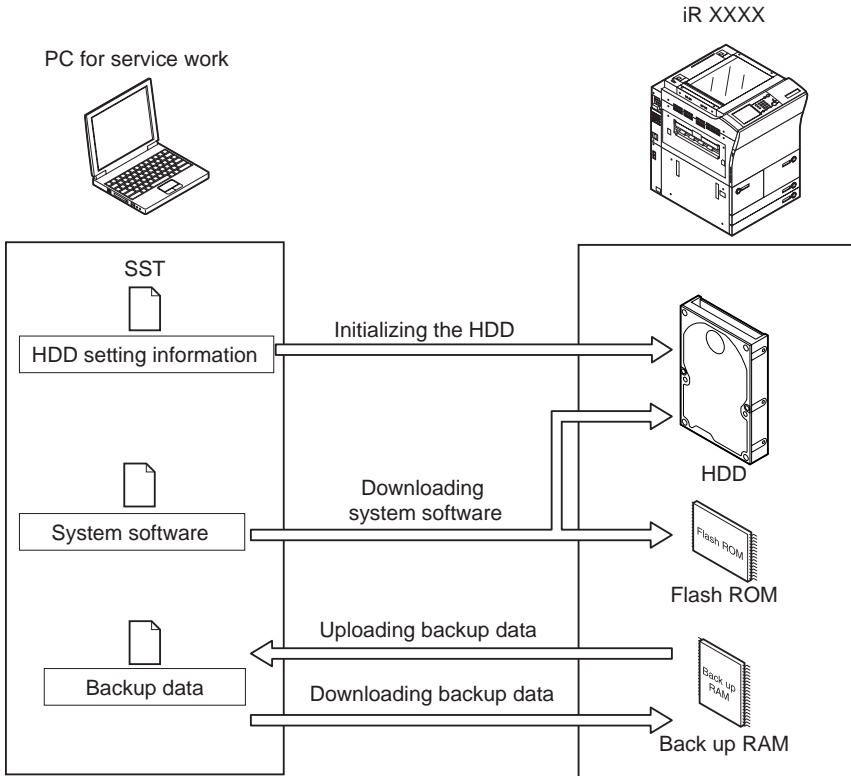 iR XXXX
PC for service work
SST
HDD setting information
Initializing the HDD
HDD
System software
Downloading
system software
Flash ROM
Flash ROM
Backup data
Uploading backup data
Downloading backup data
Back up
RAM
Back up RAM